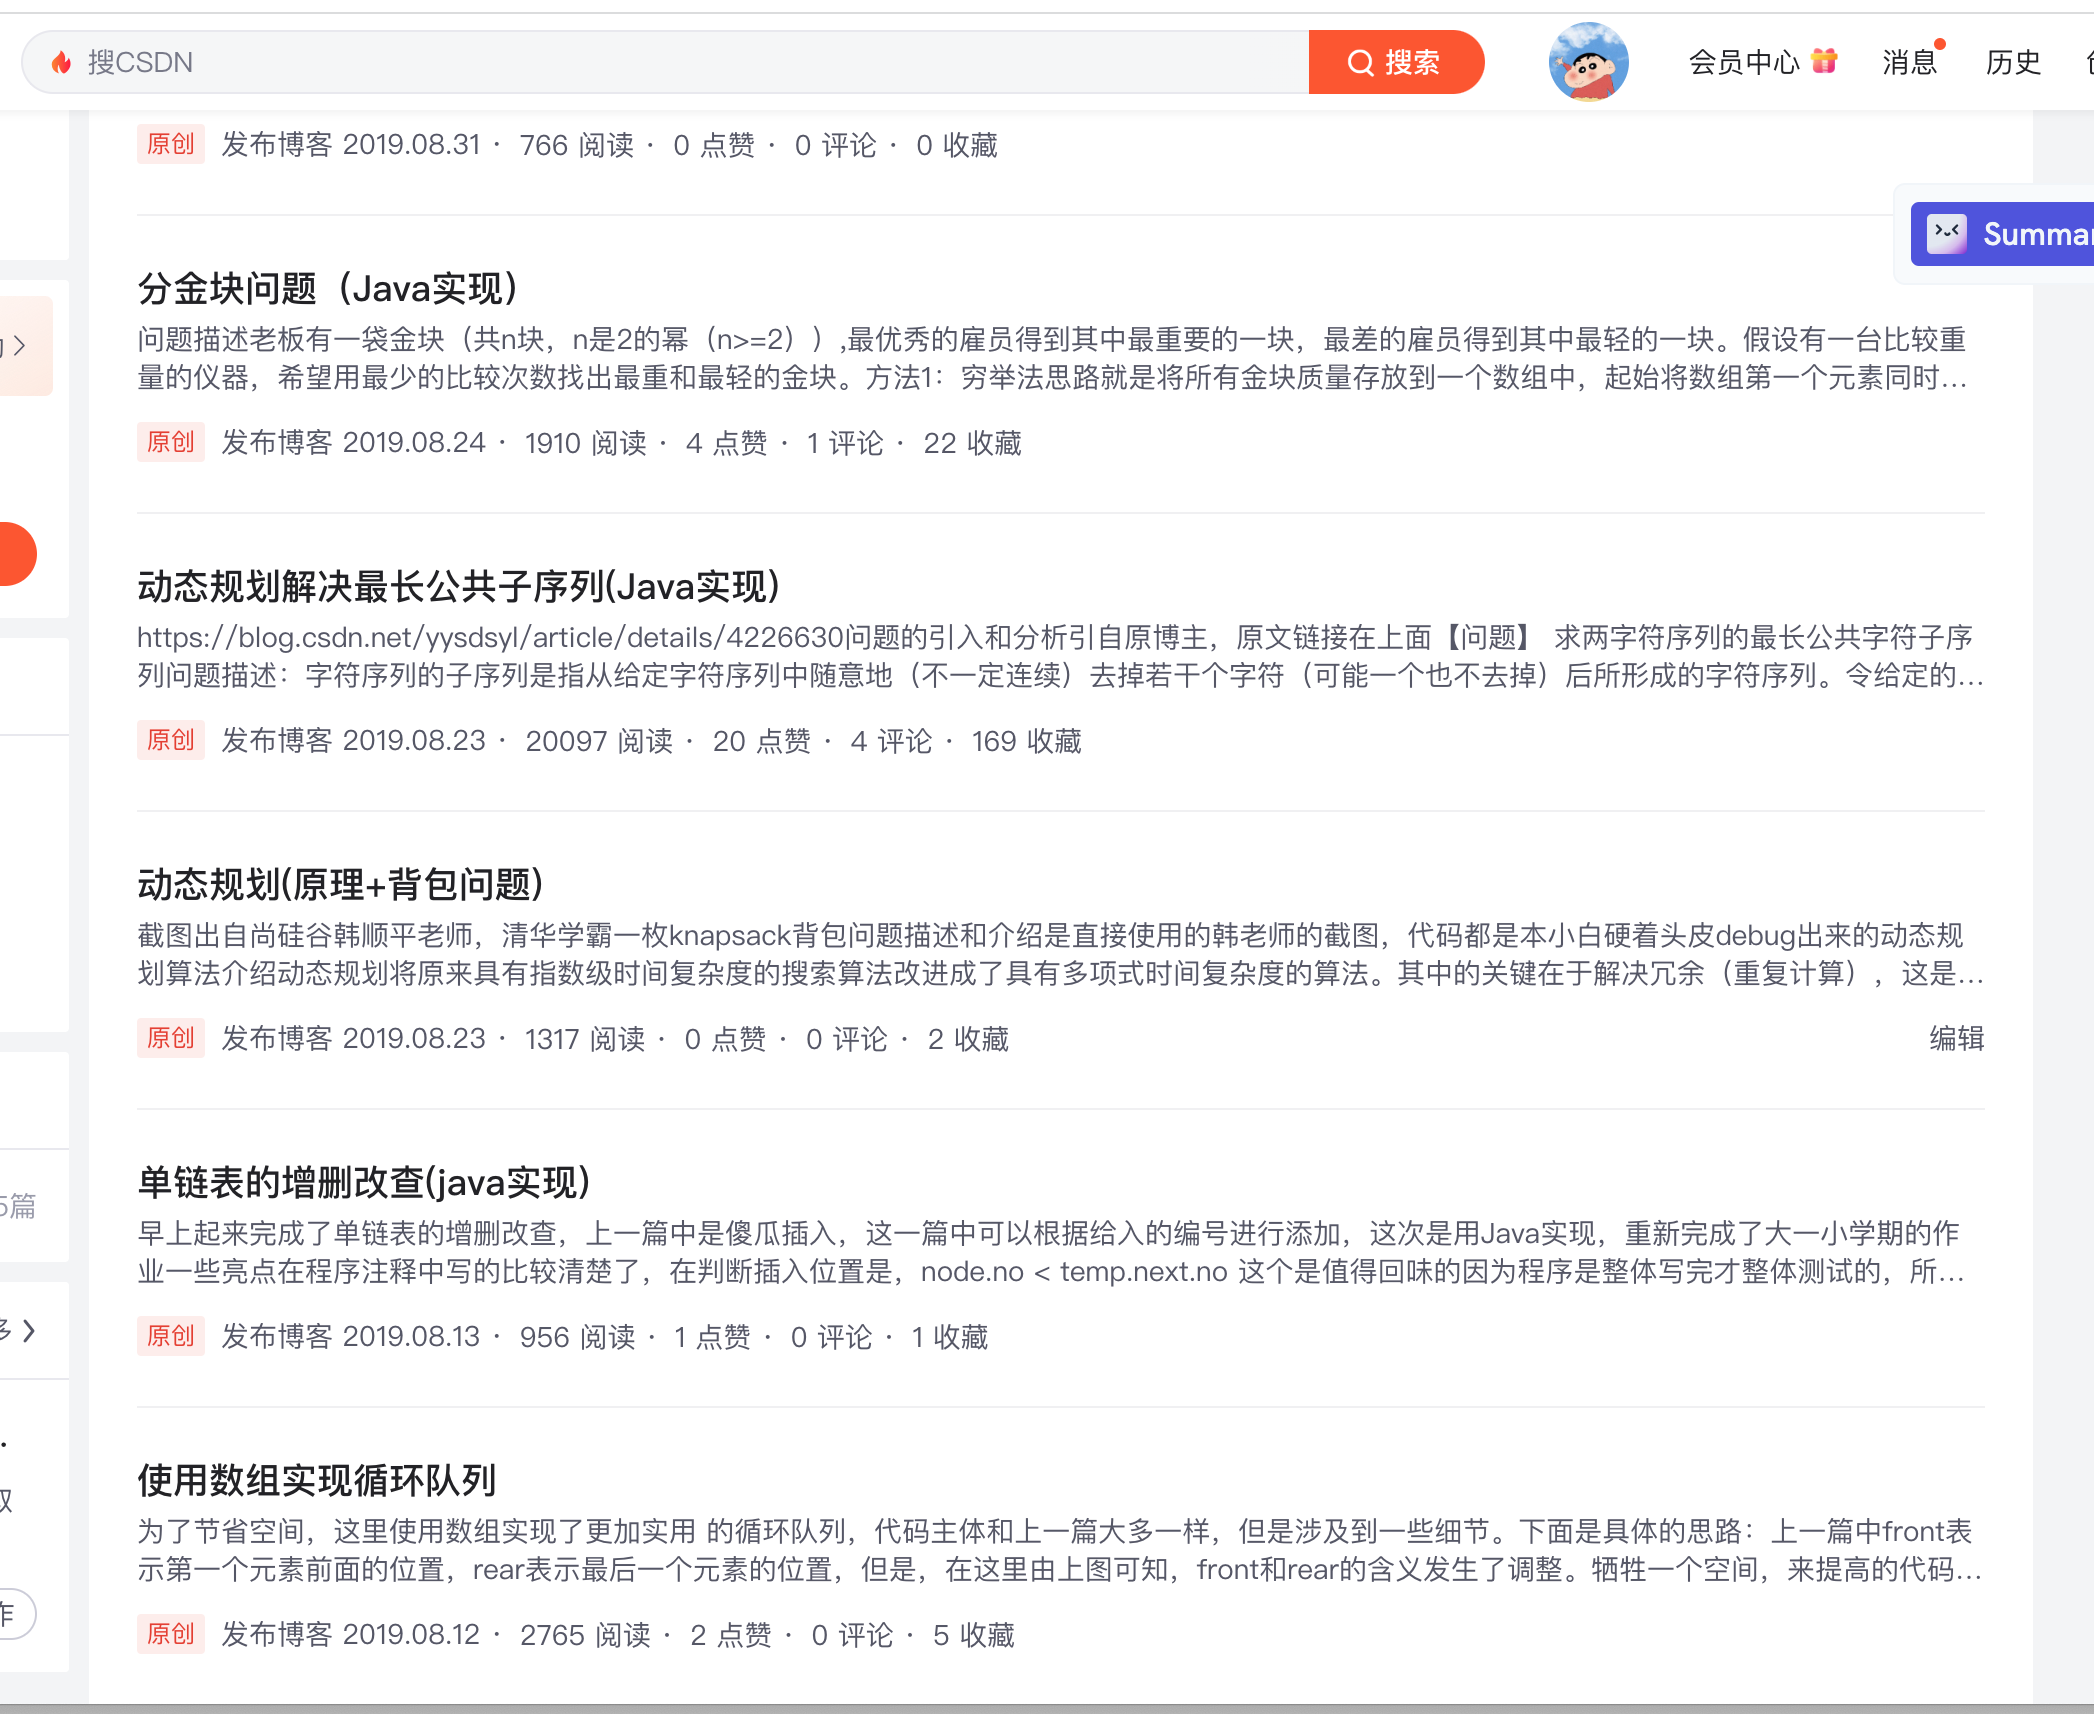 搜CSDN
搜索
会员中心
消息
历史
原创 发布博客 2019.08.31 · 766 阅读 · 0 点赞 · 0 评论 · 0 收藏
Summar
分金块问题（Java实现）
问题描述老板有一袋金块（共n块，n是2的幂（n>=2））,最优秀的雇员得到其中最重要的一块，最差的雇员得到其中最轻的一块。假设有一台比较重
量的仪器，希望用最少的比较次数找出最重和最轻的金块。方法1：穷举法思路就是将所有金块质量存放到一个数组中，起始将数组第一个元素同时...
原创 发布博客 2019.08.24 · 1910 阅读 · 4 点赞 · 1 评论 · 22 收藏
动态规划解决最长公共子序列(Java实现)
https://blog.csdn.net/yysdsyl/article/details/4226630问题的引入和分析引自原博主，原文链接在上面【问题】 求两字符序列的最长公共字符子序
列问题描述：字符序列的子序列是指从给定字符序列中随意地（不一定连续）去掉若干个字符（可能一个也不去掉）后所形成的字符序列。令给定的...
原创 发布博客 2019.08.23 · 20097 阅读 · 20 点赞 · 4 评论 · 169 收藏
动态规划(原理+背包问题)
截图出自尚硅谷韩顺平老师，清华学霸一枚knapsack背包问题描述和介绍是直接使用的韩老师的截图，代码都是本小白硬着头皮debug出来的动态规
划算法介绍动态规划将原来具有指数级时间复杂度的搜索算法改进成了具有多项式时间复杂度的算法。其中的关键在于解决冗余（重复计算），这是...
原创 发布博客 2019.08.23 · 1317 阅读 · 0 点赞 · 0 评论 · 2 收藏
编辑
单链表的增删改查(java实现)
5篇
早上起来完成了单链表的增删改查，上一篇中是傻瓜插入，这一篇中可以根据给入的编号进行添加，这次是用Java实现，重新完成了大一小学期的作
业一些亮点在程序注释中写的比较清楚了，在判断插入位置是，node.no < temp.next.no 这个是值得回味的因为程序是整体写完才整体测试的，所...
原创 发布博客 2019.08.13 · 956 阅读 · 1 点赞 · 0 评论 · 1 收藏
使用数组实现循环队列
为了节省空间，这里使用数组实现了更加实用 的循环队列，代码主体和上一篇大多一样，但是涉及到一些细节。下面是具体的思路：上一篇中front表
示第一个元素前面的位置，rear表示最后一个元素的位置，但是，在这里由上图可知，front和rear的含义发生了调整。牺牲一个空间，来提高的代码...
原创 发布博客 2019.08.12 · 2765 阅读 · 2 点赞 · 0 评论 · 5 收藏